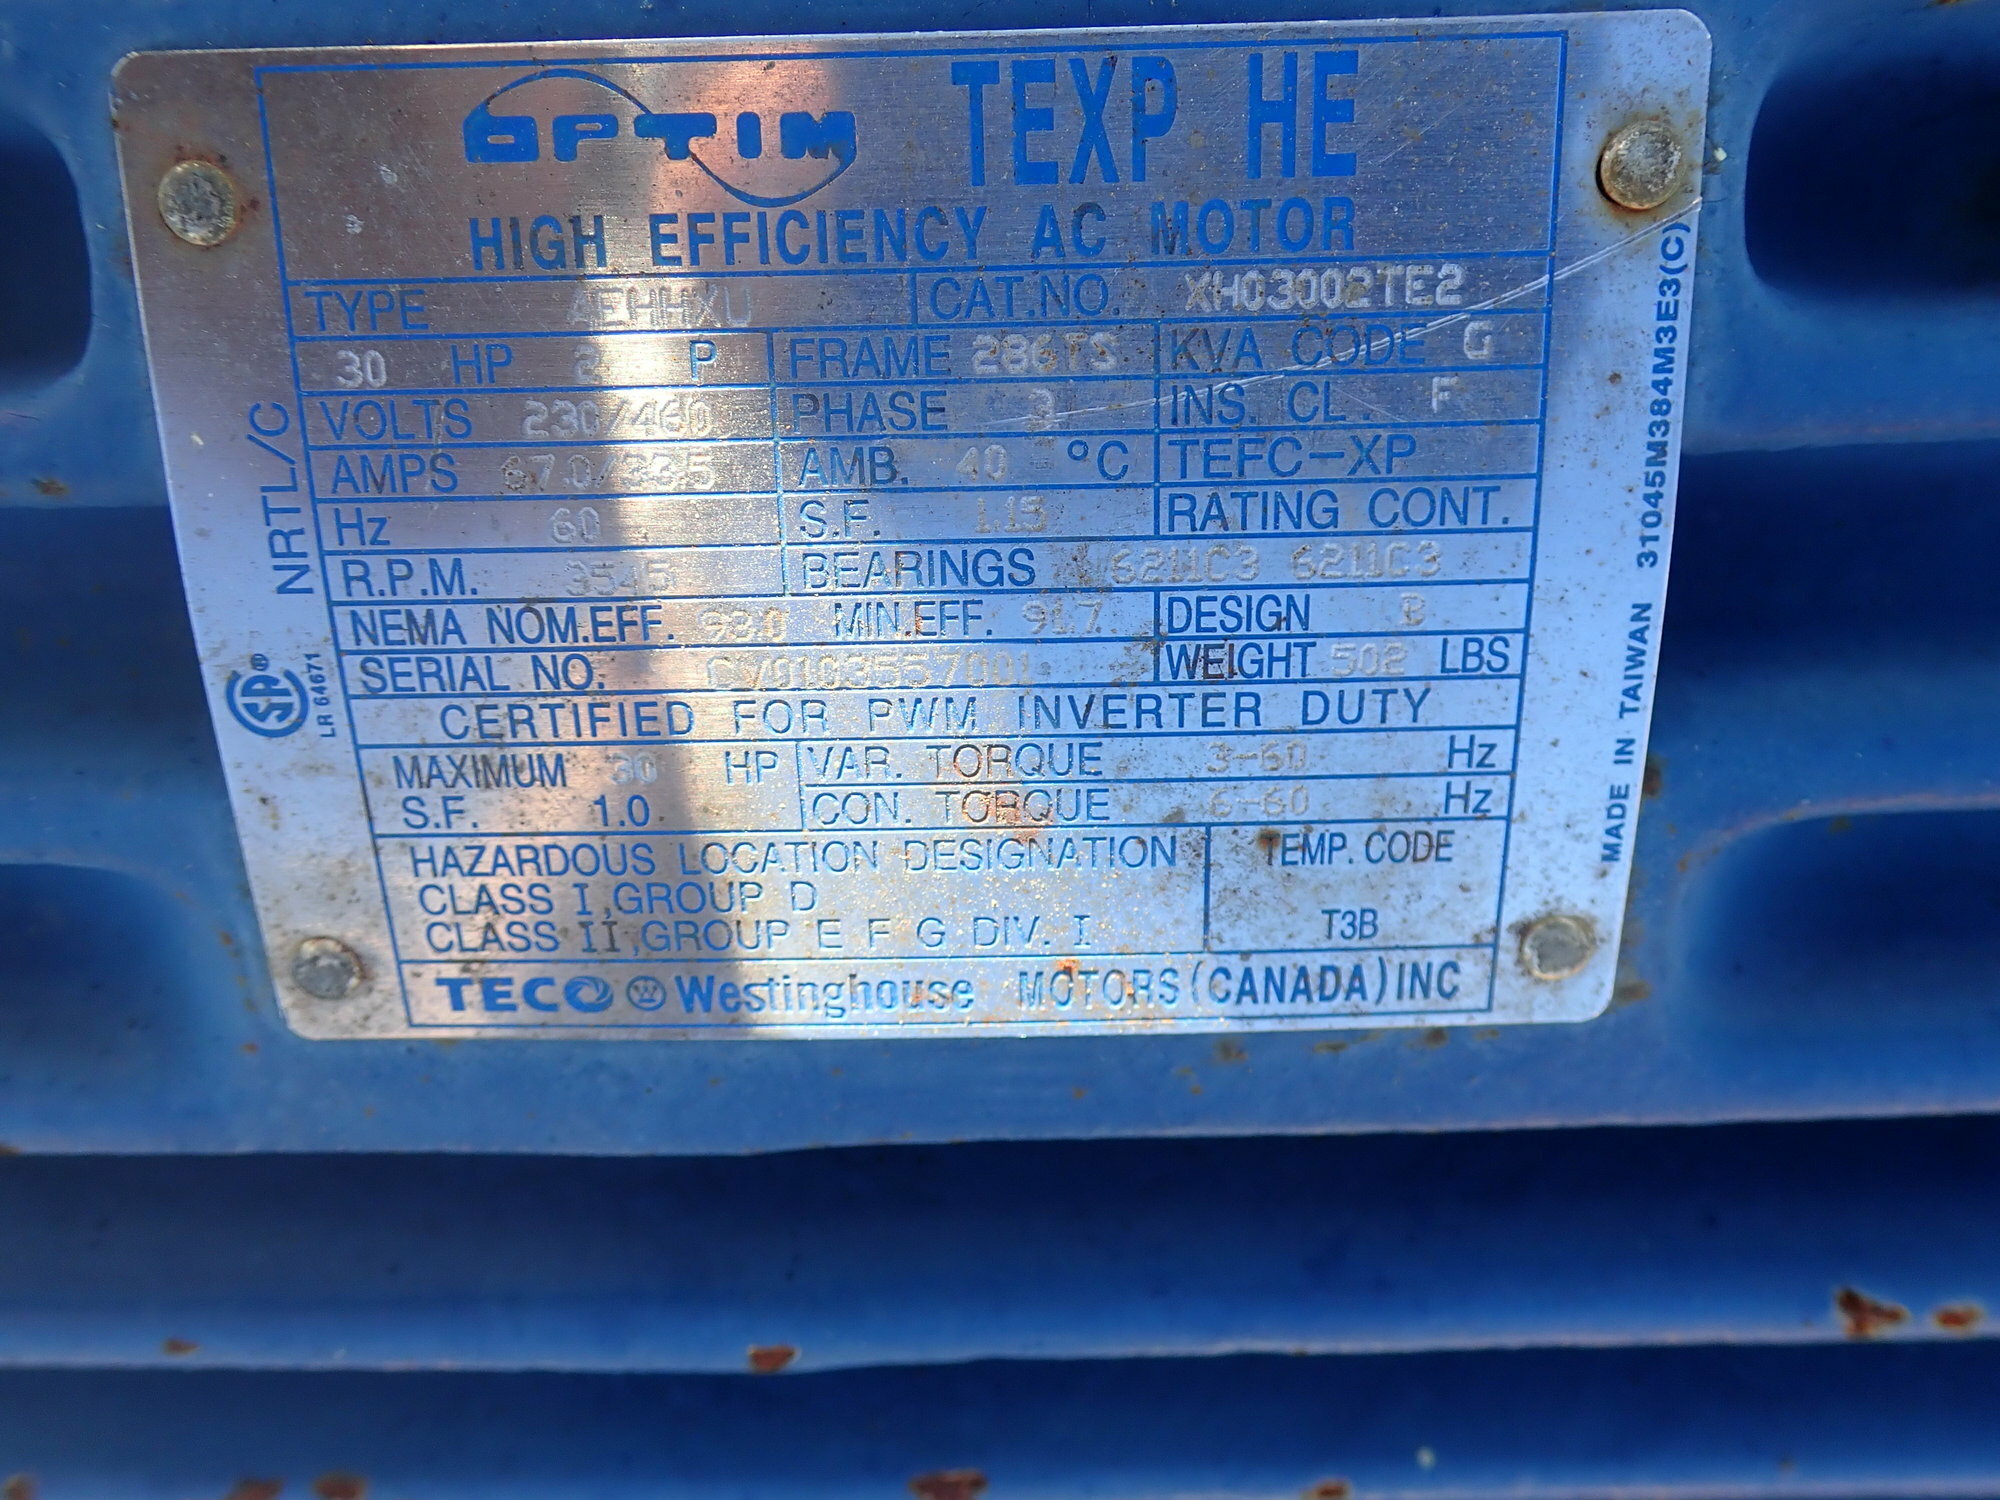 OPTIM TEXP HE
HIGH EFFICIENCY AC MOTOR
TYPE AEHHXU CAT.NO. XH03002TE2
30 HP 2 P FRAME 286TS KVA CODE G
VOLTS 230/460 PHASE 3 INS. CL. F
AMPS 67.0/33.5 AMB. 40 °C TEFC-XP
Hz 60 S.F. 1.15 RATING CONT.
R.P.M. 3545 BEARINGS 6211C3 6211C3
NEMA NOM.EFF. 93.0 MIN.EFF. 91.7 DESIGN B
SERIAL NO. CV0103557001 WEIGHT 502 LBS
CERTIFIED FOR PWM INVERTER DUTY
MAXIMUM 30 HP VAR. TORQUE 3-60 Hz
S.F. 1.0 CON. TORQUE 6-60 Hz
HAZARDOUS LOCATION DESIGNATION TEMP. CODE
CLASS I,GROUP D
CLASS II,GROUP E F G DIV. I T3B
TECO Westinghouse MOTORS(CANADA)INC
NRTL/C
SA®
LR 64671
MADE IN TAIWAN 31045M384M3E3(C)